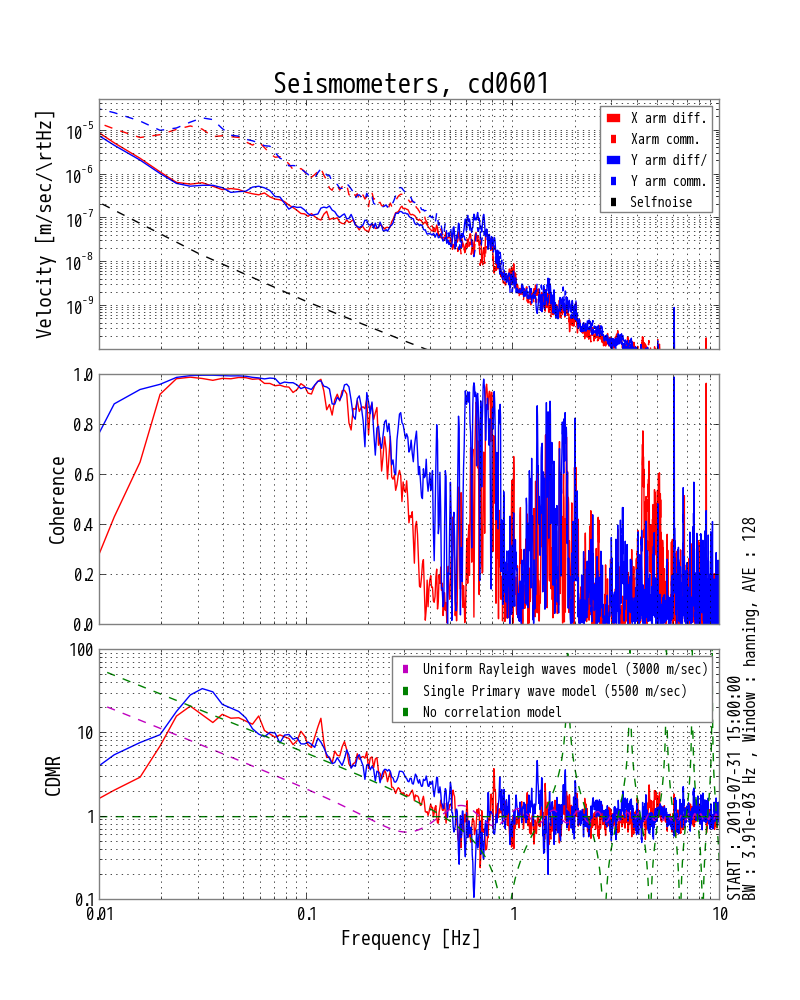 Seismometers, cd0601
Velocity [m/sec/\rtHz]
10^-5
10^-6
10^-7
10^-8
10^-9
X arm diff.
Xarm comm.
Y arm diff/
Y arm comm.
Selfnoise
Coherence
1.0
0.8
0.6
0.4
0.2
0.0
CDMR
100
10
1
0.1
Uniform Rayleigh waves model (3000 m/sec)
Single Primary wave model (5500 m/sec)
No correlation model
0.01
0.1
1
10
Frequency [Hz]
START : 2019-07-31 15:00:00
BW : 3.91e-03 Hz , Window : hanning, AVE : 128